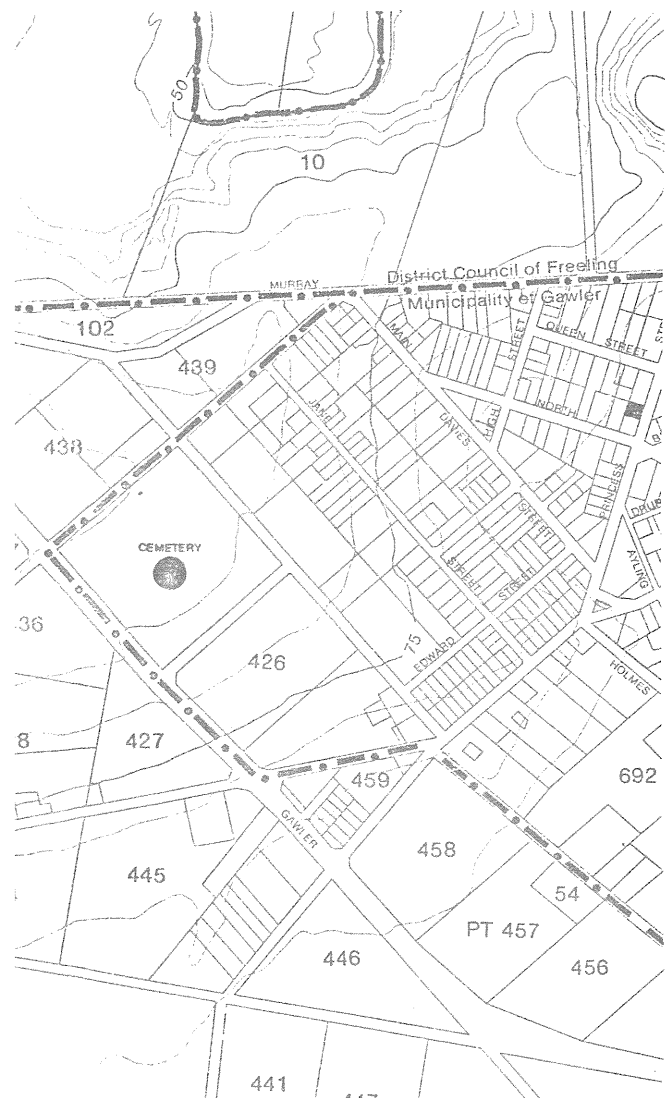 50
10
District Council of Freeling
MURRAY
Municipality of Gawler
102
MAIN
STREET
QUEEN STREET
439
JANE
NORTH
438
DAVIES
HIGH
PRINCESS
CEMETERY
STREET
STREET
STREET
AYLING
36
75
426
EDWARD
HOLMES
8
427
459
692
GAWLER
458
445
54
PT 457
446
456
441